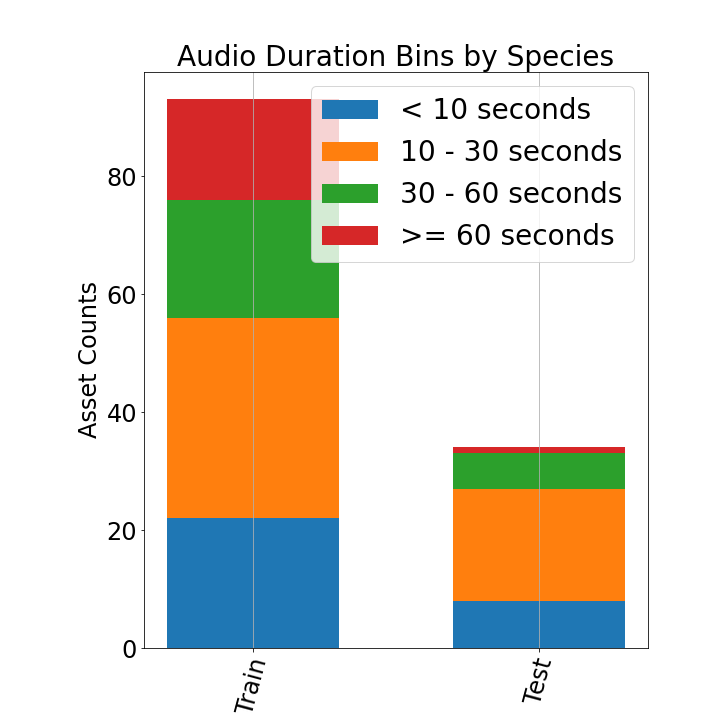 Audio Duration Bins by Species
< 10 seconds
10 - 30 seconds
30 - 60 seconds
>= 60 seconds
80
60
40
20
0
Asset Counts
Train
Test